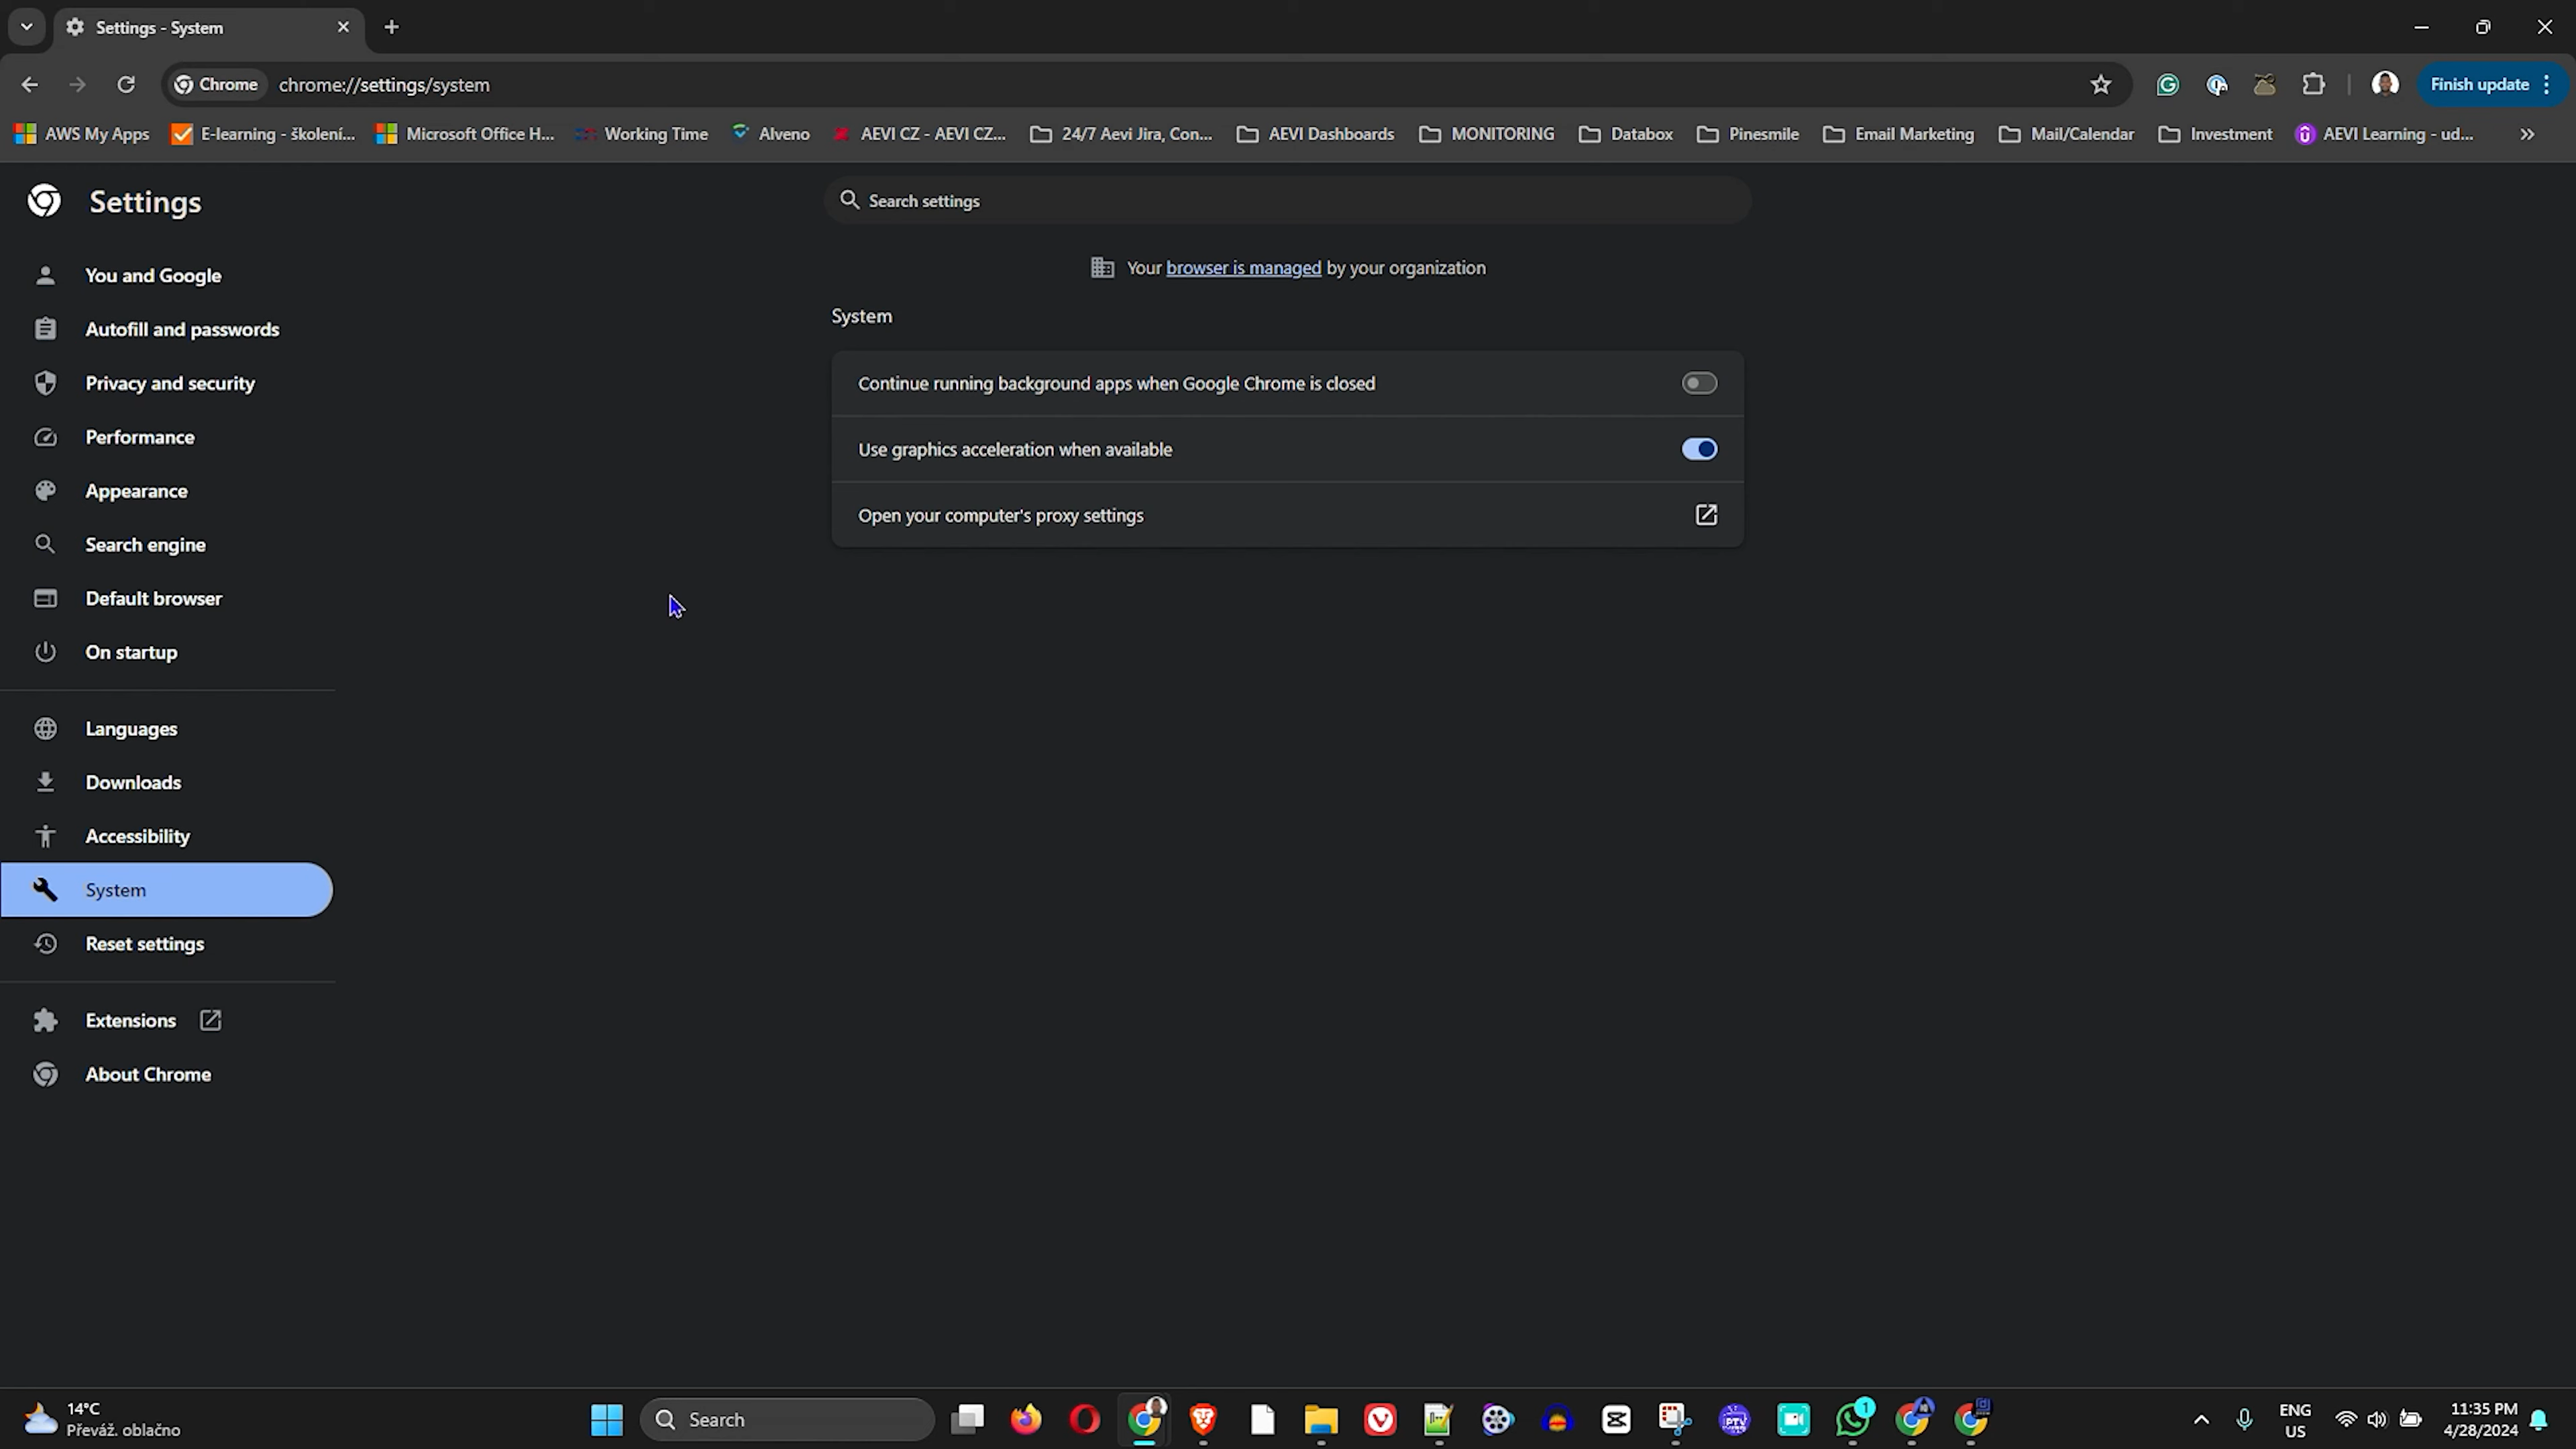 Settings - System
Chrome chrome://settings/system Finish update
AWS My Apps E-learning - školení... Microsoft Office H... Working Time Alveno AEVI CZ - AEVI CZ... 24/7 Aevi Jira, Con... AEVI Dashboards MONITORING Databox Pinesmile Email Marketing Mail/Calendar Investment AEVI Learning - ud...
Settings
Search settings
You and Google
Autofill and passwords
Privacy and security
Performance
Appearance
Search engine
Default browser
On startup
Languages
Downloads
Accessibility
System
Reset settings
Extensions
About Chrome
Your browser is managed by your organization
System
Continue running background apps when Google Chrome is closed
Use graphics acceleration when available
Open your computer's proxy settings
14°C
Převáž. oblačno
Search
1
ENG
US
11:35 PM
4/28/2024